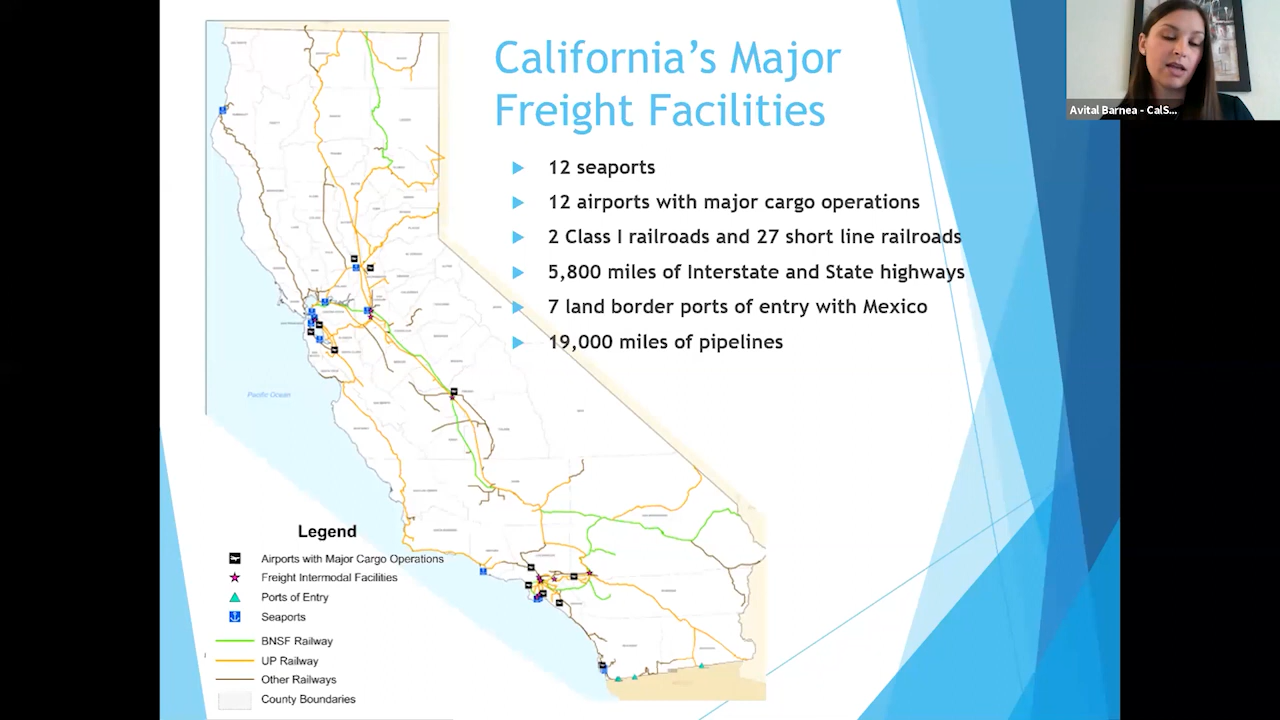 California's Major
Freight Facilities
12 seaports
12 airports with major cargo operations
2 Class I railroads and 27 short line railroads
5,800 miles of Interstate and State highways
7 land border ports of entry with Mexico
19,000 miles of pipelines
Avital Barnea - CalS...
Pacific Ocean
Legend
Airports with Major Cargo Operations
Freight Intermodal Facilities
Ports of Entry
Seaports
BNSF Railway
UP Railway
Other Railways
County Boundaries